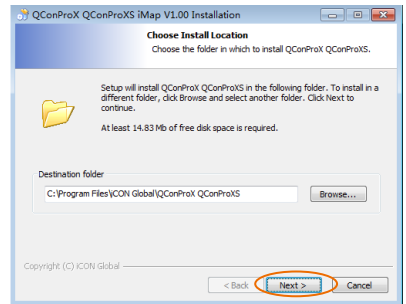 QConProX QConProXS iMap V1.00 Installation
Choose Install Location
Choose the folder in which to install QConProX QConProXS.
Setup will install QConProX QConProXS in the following folder. To install in a
different folder, click Browse and select another folder. Click Next to
continue.
At least 14.83 Mb of free disk space is required.
Destination folder
C:\Program Files\iCON Global\QConProX QConProXS
Browse...
Copyright (C) iCON Global
< Back
Next >
Cancel